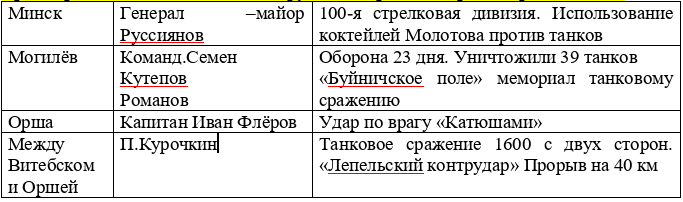 Минск
Генерал –майор
Руссиянов
100-я стрелковая дивизия. Использование
коктейлей Молотова против танков
Могилёв
Команд.Семен
Кутепов
Романов
Оборона 23 дня. Уничтожили 39 танков
«Буйничское поле» мемориал танковому
сражению
Орша
Капитан Иван Флёров
Удар по врагу «Катюшами»
Между
Витебском
и Оршей
П.Курочкин
Танковое сражение 1600 с двух сторон.
«Лепельский контрудар» Прорыв на 40 км